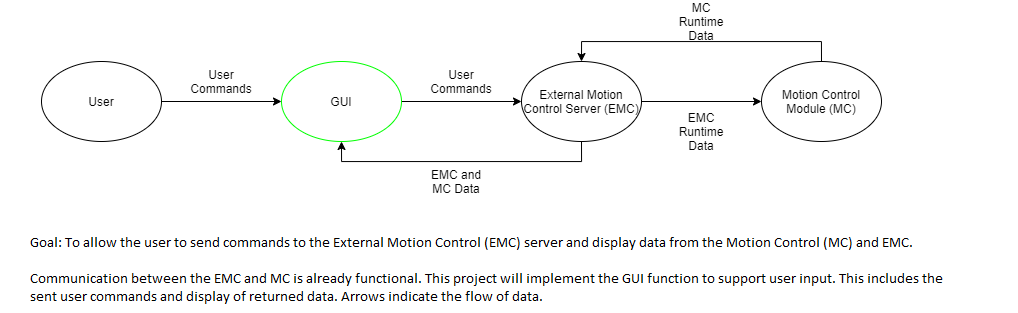 MC
Runtime
Data
User
Commands
User
Commands
User
GUI
External Motion
Control Server (EMC)
Motion Control
Module (MC)
EMC
Runtime
Data
EMC and
MC Data
Goal: To allow the user to send commands to the External Motion Control (EMC) server and display data from the Motion Control (MC) and EMC.
Communication between the EMC and MC is already functional. This project will implement the GUI function to support user input. This includes the
sent user commands and display of returned data. Arrows indicate the flow of data.